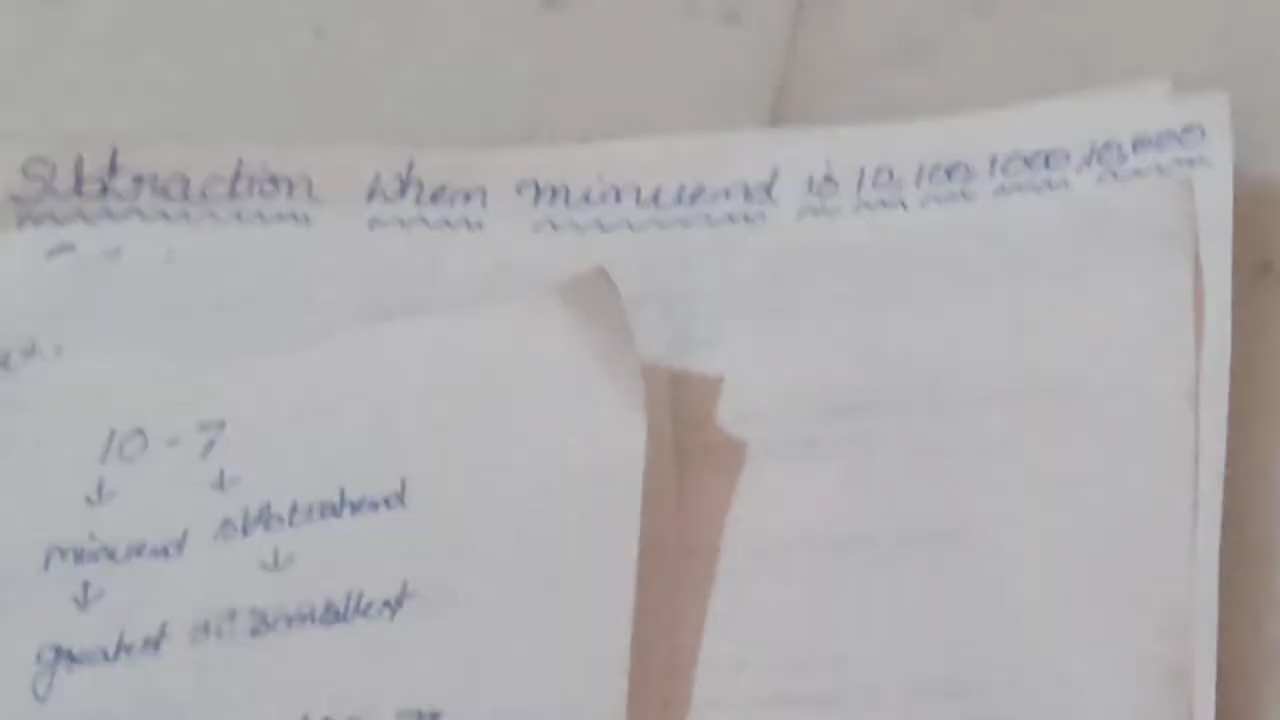 Subtraction when minuend is 10, 100, 1000, 10,000
10 - 7
↓ ↓
minuend subtrahend
↓ ↓
greatest smallest